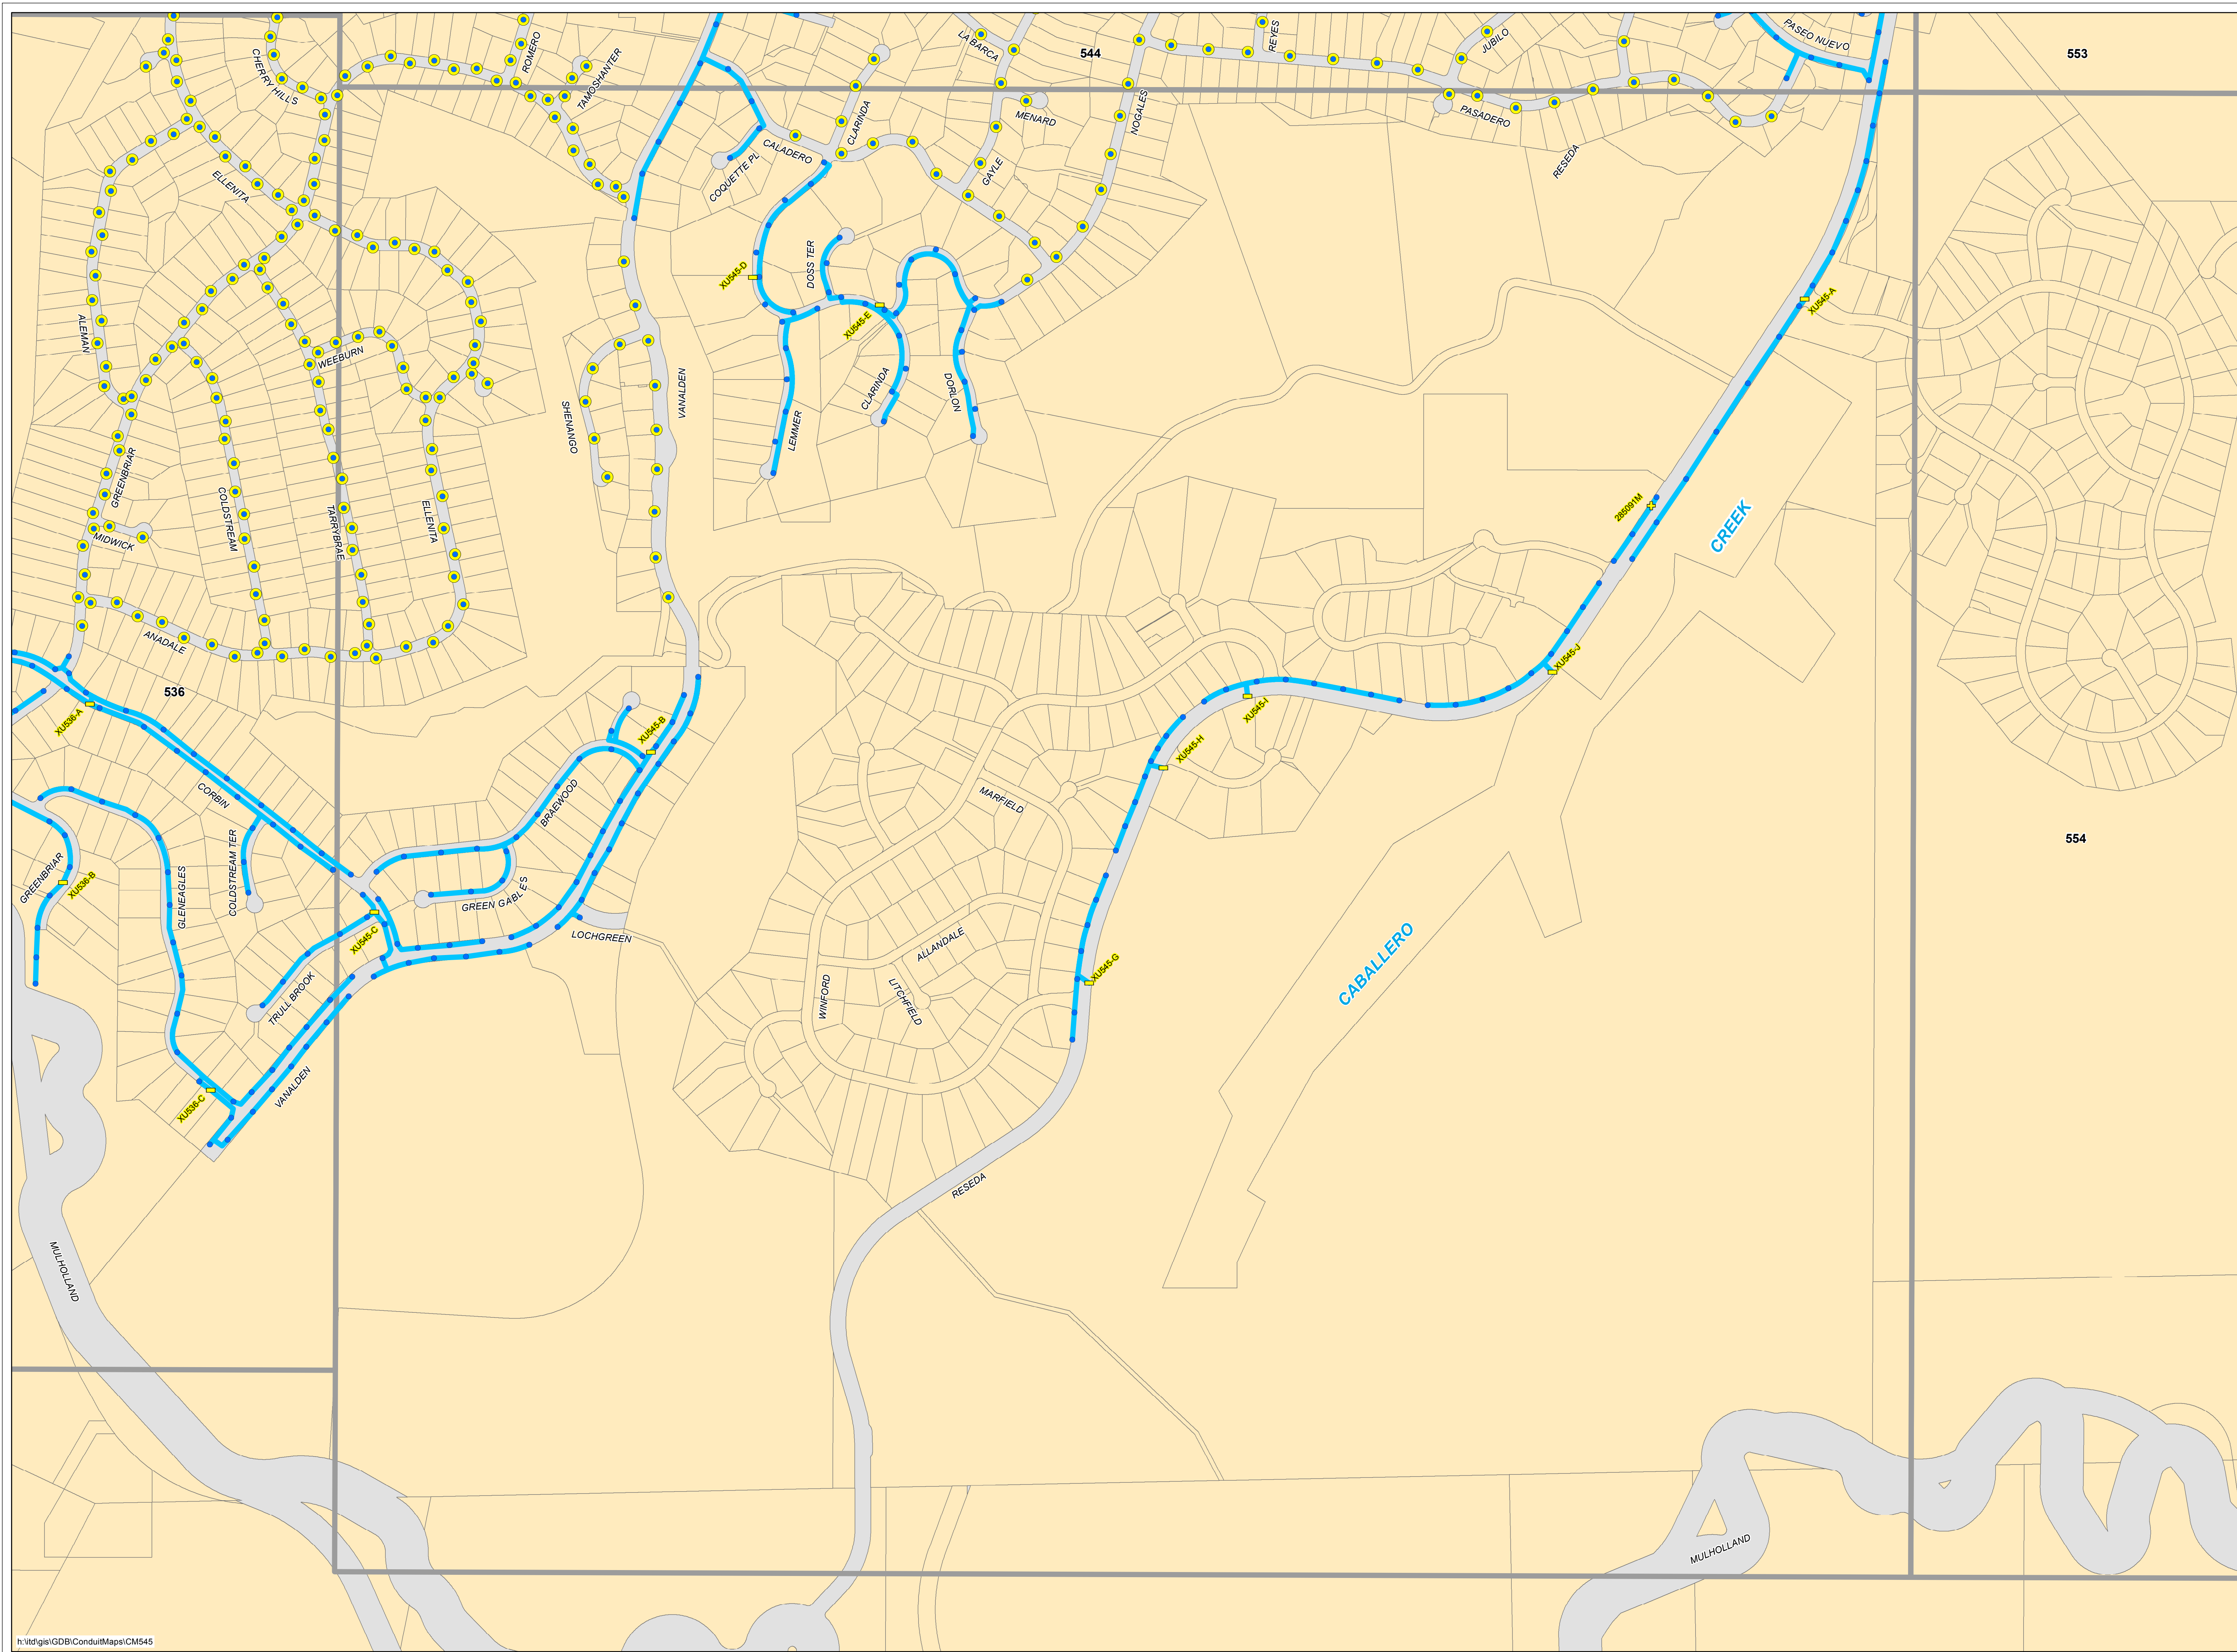 PASEO NUEVO
544
553
LA BARCA
REYES
JUBILO
ROMERO
TAMOSHANTER
CHERRY HILLS
CLARINDA
MENARD
NOGALES
PASADERO
CALADERO
COQUETTE PL
GAYLE
RESEDA
ELLENITA
DOSS TER
XU545-D
XU545-A
XU545-E
ALEMAN
WEEBURN
VANALDEN
SHENANGO
CLARINDA
DORLON
LEMMER
GREENBRIAR
COLDSTREAM
TARRYBRAE
ELLENITA
MIDWICK
285091M
CREEK
ANADALE
XU545-J
536
XU536-A
XU545-B
XU545-I
XU545-H
CORBIN
BRAEWOOD
MARFIELD
554
GREENBRIAR
XU536-B
GLENEAGLES
COLDSTREAM TER
GREEN GABLES
XU545-C
LOCHGREEN
ALLANDALE
XU545-G
CABALLERO
TRULL BROOK
WINFORD
LITCHFIELD
VANALDEN
XU536-C
RESEDA
MULHOLLAND
MULHOLLAND
h:\itd\gis\GDB\ConduitMaps\CM545